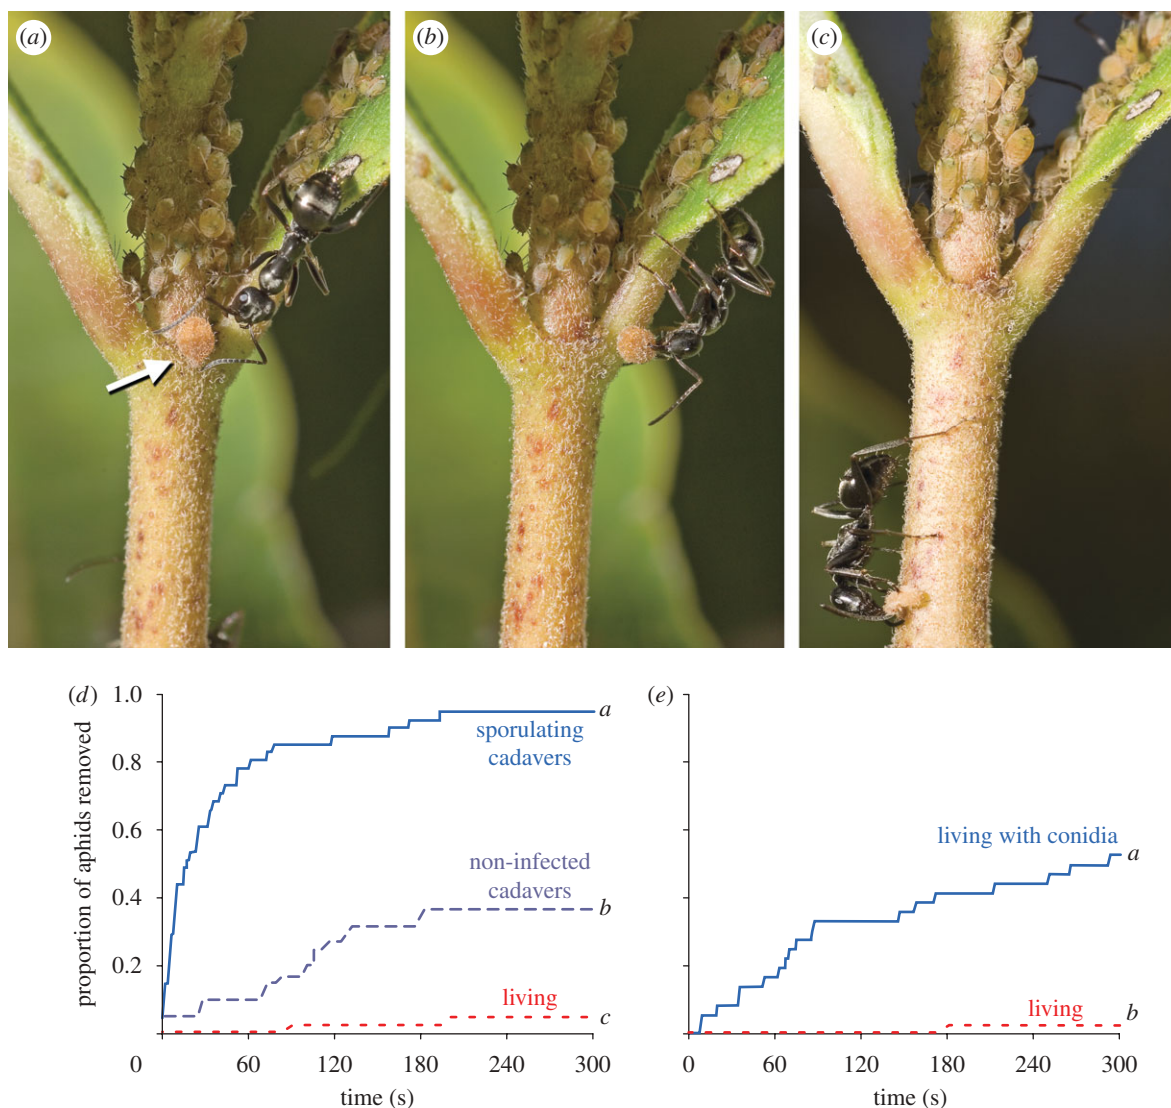 (a)
(b)
(c)
(d)
proportion of aphids removed
1.0
0.8
0.6
0.4
0.2
0
60
120
180
240
300
time (s)
sporulating
cadavers
a
non-infected
cadavers
b
living
c
(e)
living with conidia
a
living
b
0
60
120
180
240
300
time (s)